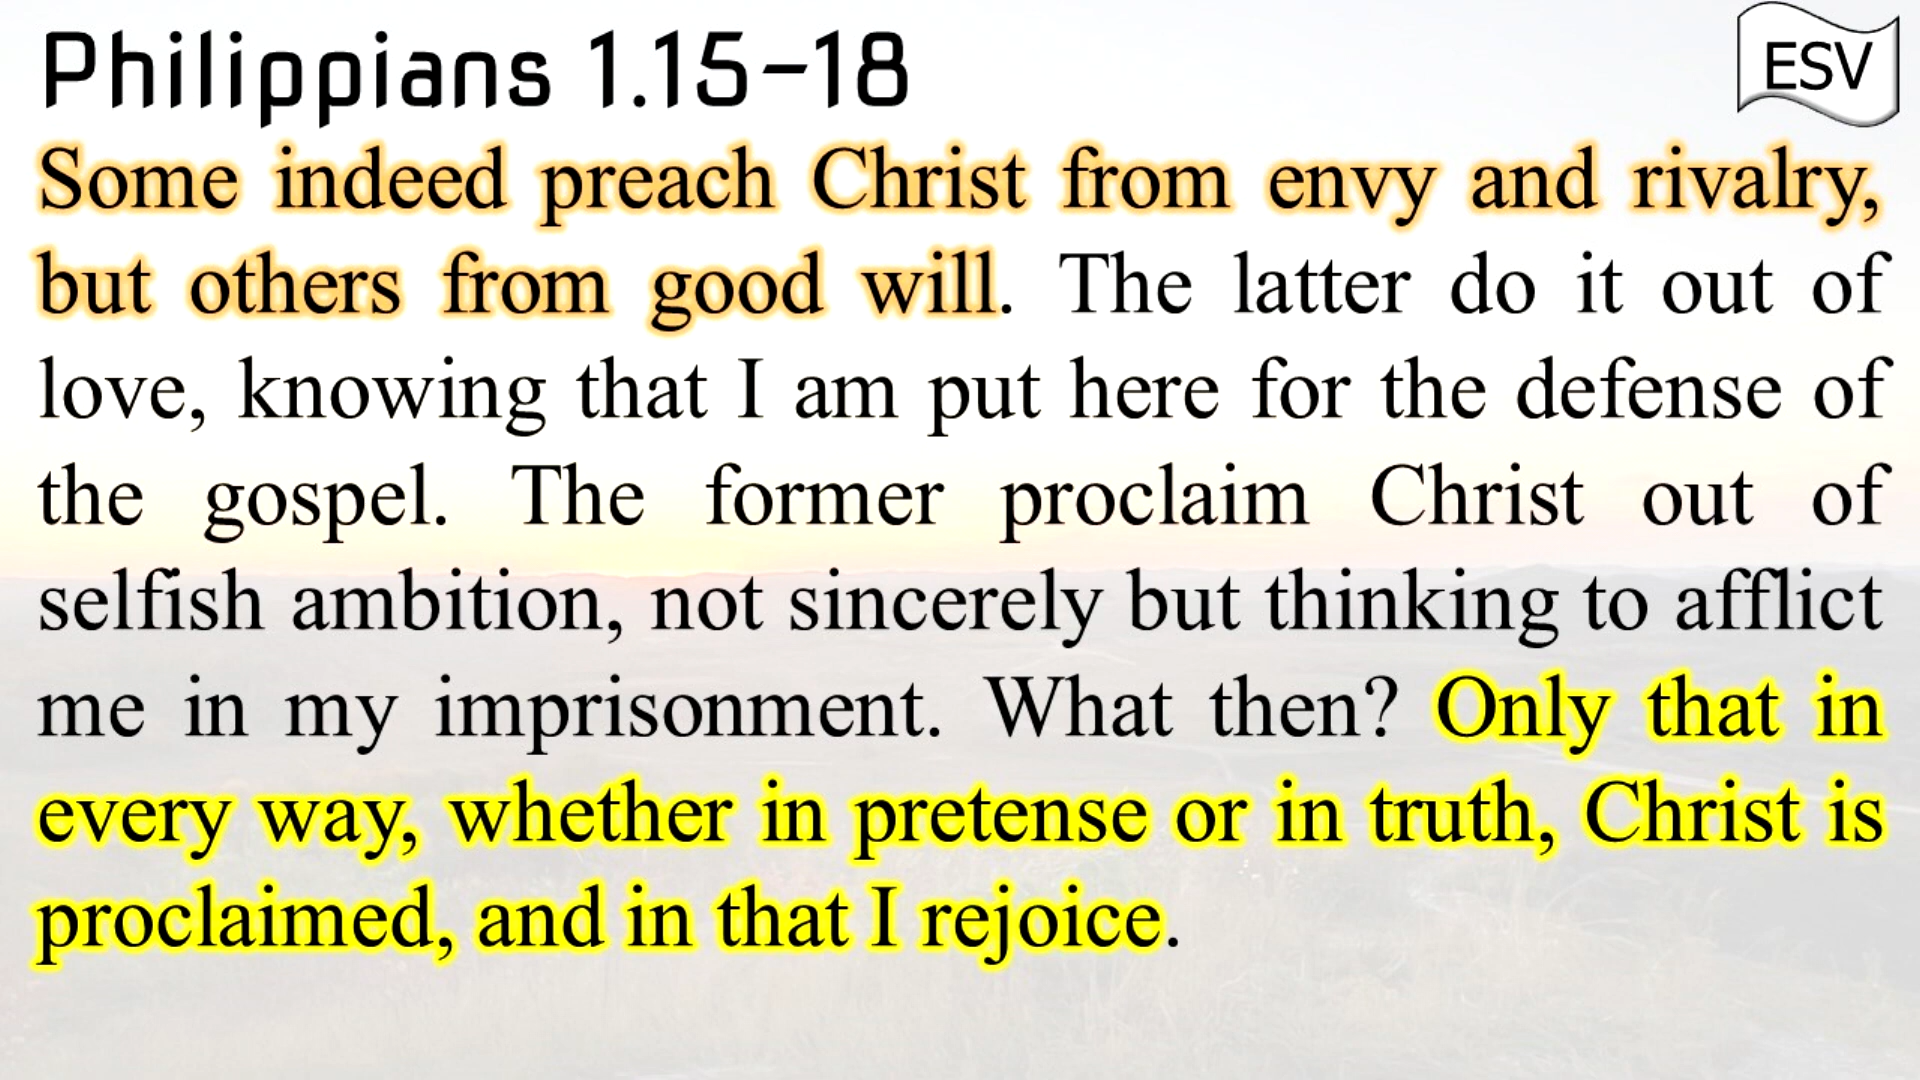 Philippians 1.15–18
ESV
Some indeed preach Christ from envy and rivalry,
but others from good will. The latter do it out of
love, knowing that I am put here for the defense of
the gospel. The former proclaim Christ out of
selfish ambition, not sincerely but thinking to afflict
me in my imprisonment. What then? Only that in
every way, whether in pretense or in truth, Christ is
proclaimed, and in that I rejoice.